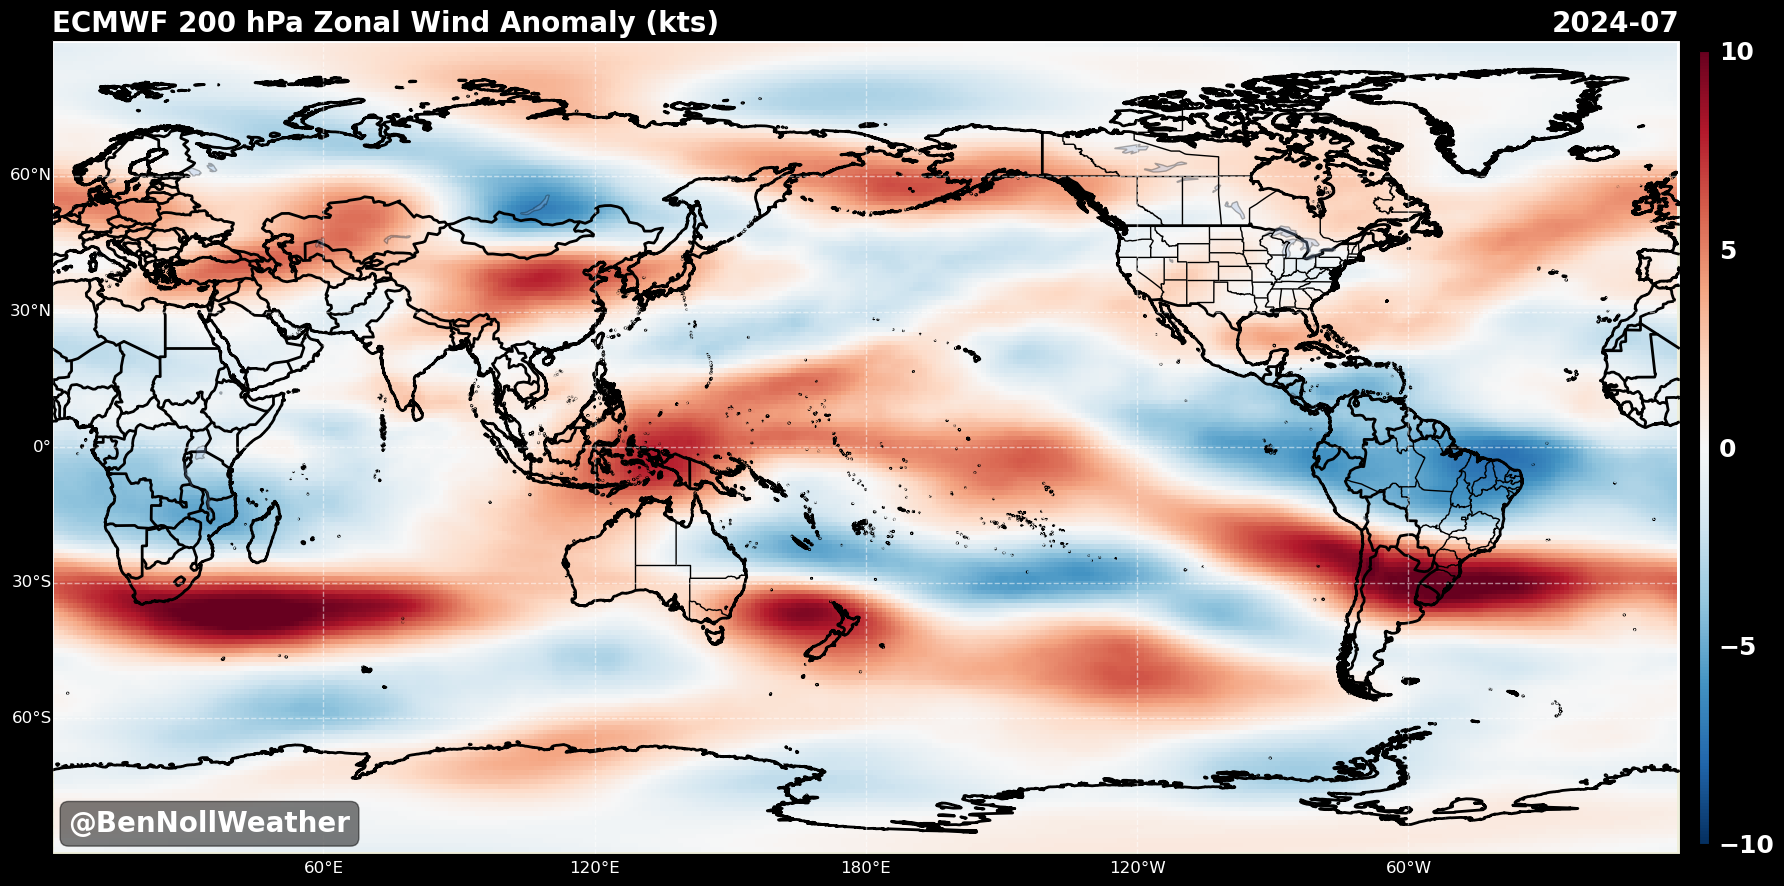 ECMWF 200 hPa Zonal Wind Anomaly (kts)
2024-07
10
5
0
−5
−10
60°N
30°N
0°
30°S
60°S
60°E
120°E
180°E
120°W
60°W
@BenNollWeather